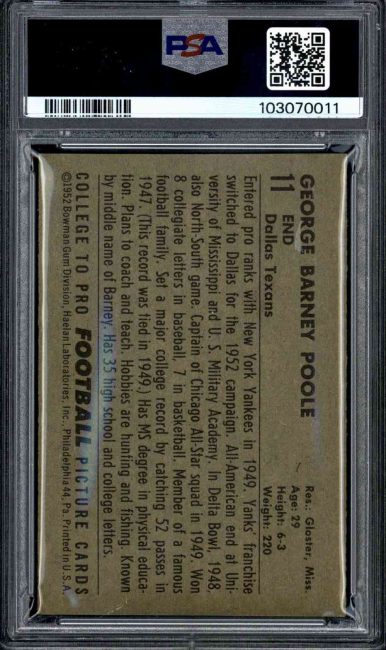 PSA
103070011
GEORGE BARNEY POOLE
11 END
Dallas Texans
Res. Gloster, Miss.
Age: 29
Height: 6-3
Weight: 220
Entered pro ranks with New York Yankees in 1949. Yanks' franchise
switched to Dallas for the 1952 campaign. All-American end at Uni-
versity of Mississippi and U. S. Military Academy. In Delta Bowl, 1948
also North-South game. Captain of Chicago All-Star squad in 1949. Won
8 collegiate letters in baseball, 7 in basketball. Member of a famous
football family. Set a major college record by catching 52 passes in
1947. (This record was tied in 1949). Has MS degree in physical educa-
tion. Plans to coach and teach. Hobbies are hunting and fishing. Known
by middle name of Barney. Has 35 high school and college letters.
COLLEGE TO PRO FOOTBALL PICTURE CARDS
©1952 Bowman Gum Division, Haelan Laboratories, Inc., Philadelphia 44, Pa. Printed in U.S.A.